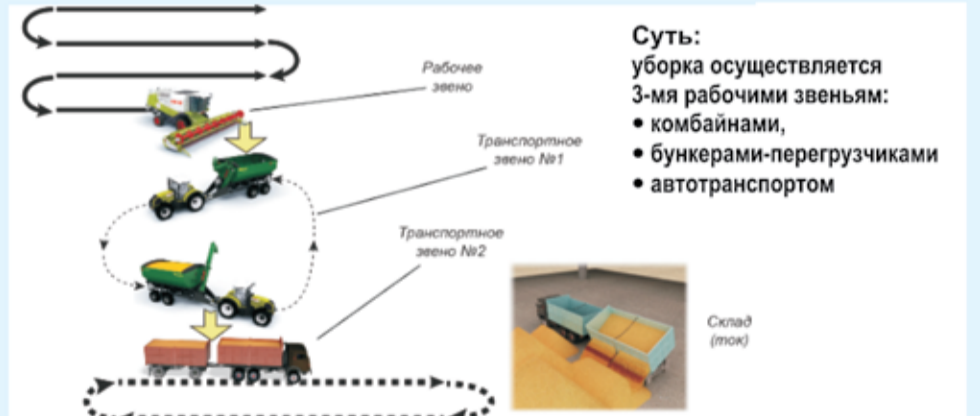 Суть:
уборка осуществляется
3-мя рабочими звеньям:
• комбайнами,
• бункерами-перегрузчиками
• автотранспортом
Рабочее
звено
Транспортное
звено №1
Транспортное
звено №2
Склад
(ток)